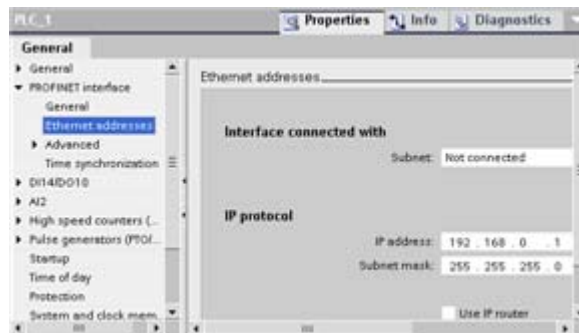 PLC_1
Properties
Info
Diagnostics
General
General
PROFINET interface
General
Ethernet addresses
Advanced
Time synchronization
DI14/DO10
AI2
High speed counters (...
Pulse generators (PTO/...
Startup
Time of day
Protection
System and clock mem...
Ethernet addresses
Interface connected with
Subnet: Not connected
IP protocol
IP address: 192 . 168 . 0 . 1
Subnet mask: 255 . 255 . 255 . 0
Use IP router